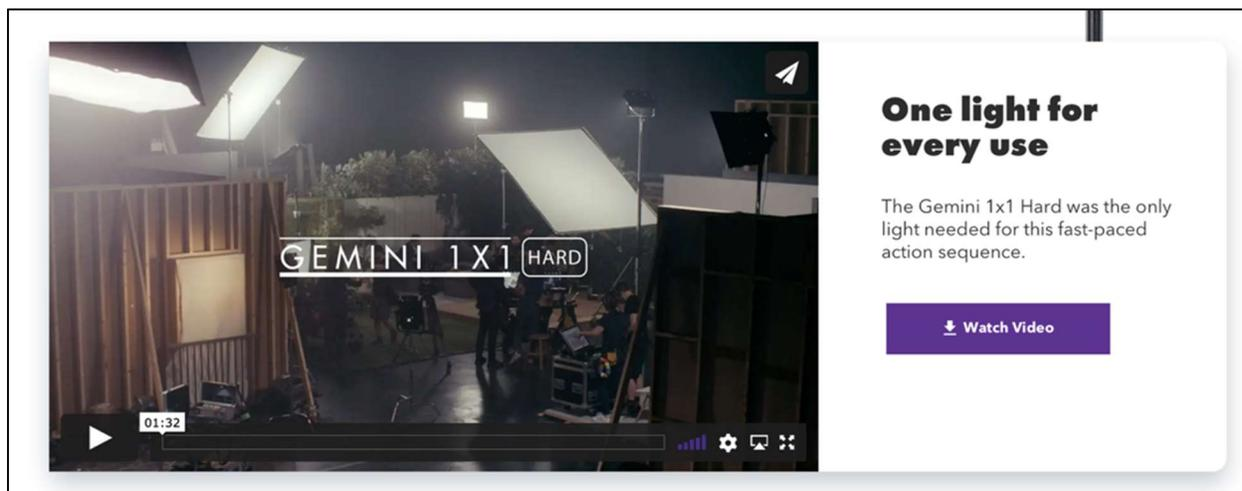 GEMINI 1X1 HARD
01:32
One light for
every use
The Gemini 1x1 Hard was the only
light needed for this fast-paced
action sequence.
Watch Video